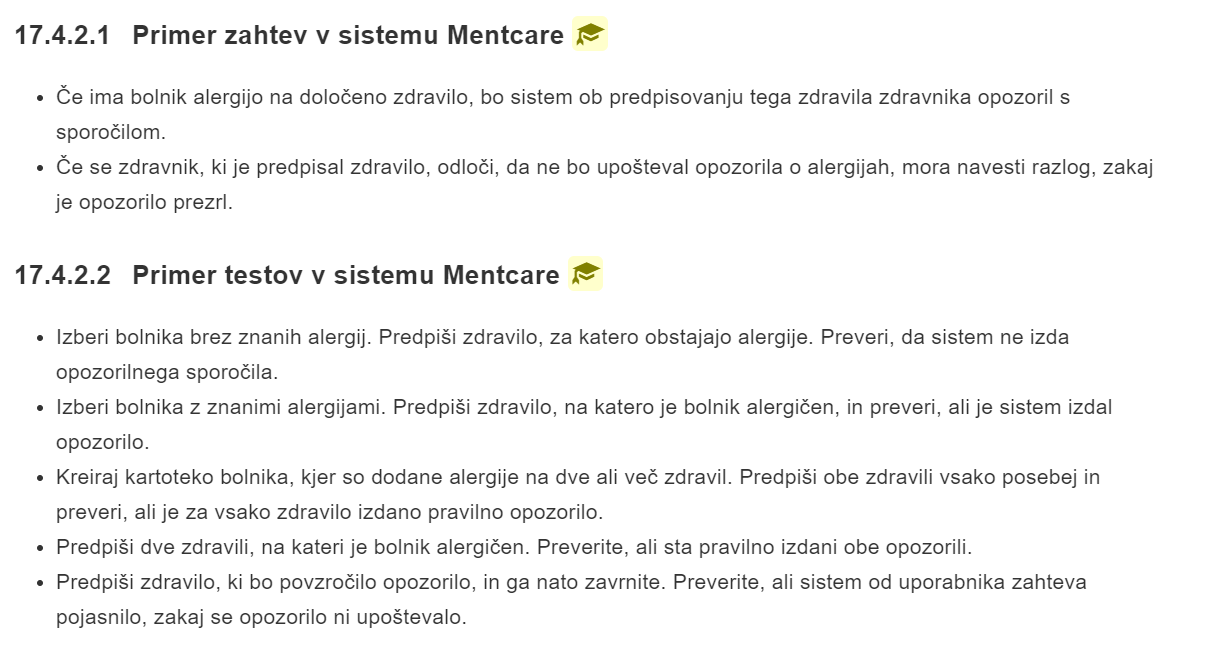 17.4.2.1 Primer zahtev v sistemu Mentcare
• Če ima bolnik alergijo na določeno zdravilo, bo sistem ob predpisovanju tega zdravila zdravnika opozoril s
sporočilom.
• Če se zdravnik, ki je predpisal zdravilo, odloči, da ne bo upošteval opozorila o alergijah, mora navesti razlog, zakaj
je opozorilo prezrl.
17.4.2.2 Primer testov v sistemu Mentcare
• Izberi bolnika brez znanih alergij. Predpiši zdravilo, za katero obstajajo alergije. Preveri, da sistem ne izda
opozorilnega sporočila.
• Izberi bolnika z znanimi alergijami. Predpiši zdravilo, na katero je bolnik alergičen, in preveri, ali je sistem izdal
opozorilo.
• Kreiraj kartoteko bolnika, kjer so dodane alergije na dve ali več zdravil. Predpiši obe zdravili vsako posebej in
preveri, ali je za vsako zdravilo izdano pravilno opozorilo.
• Predpiši dve zdravili, na kateri je bolnik alergičen. Preverite, ali sta pravilno izdani obe opozorili.
• Predpiši zdravilo, ki bo povzročilo opozorilo, in ga nato zavrnite. Preverite, ali sistem od uporabnika zahteva
pojasnilo, zakaj se opozorilo ni upoštevalo.